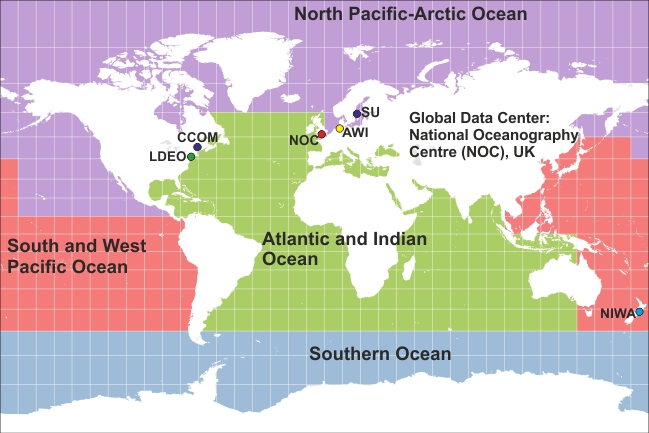 North Pacific-Arctic Ocean
SU
Global Data Center:
National Oceanography
Centre (NOC), UK
AWI
NOC
CCOM
LDEO
South and West
Pacific Ocean
Atlantic and Indian
Ocean
NIWA
Southern Ocean